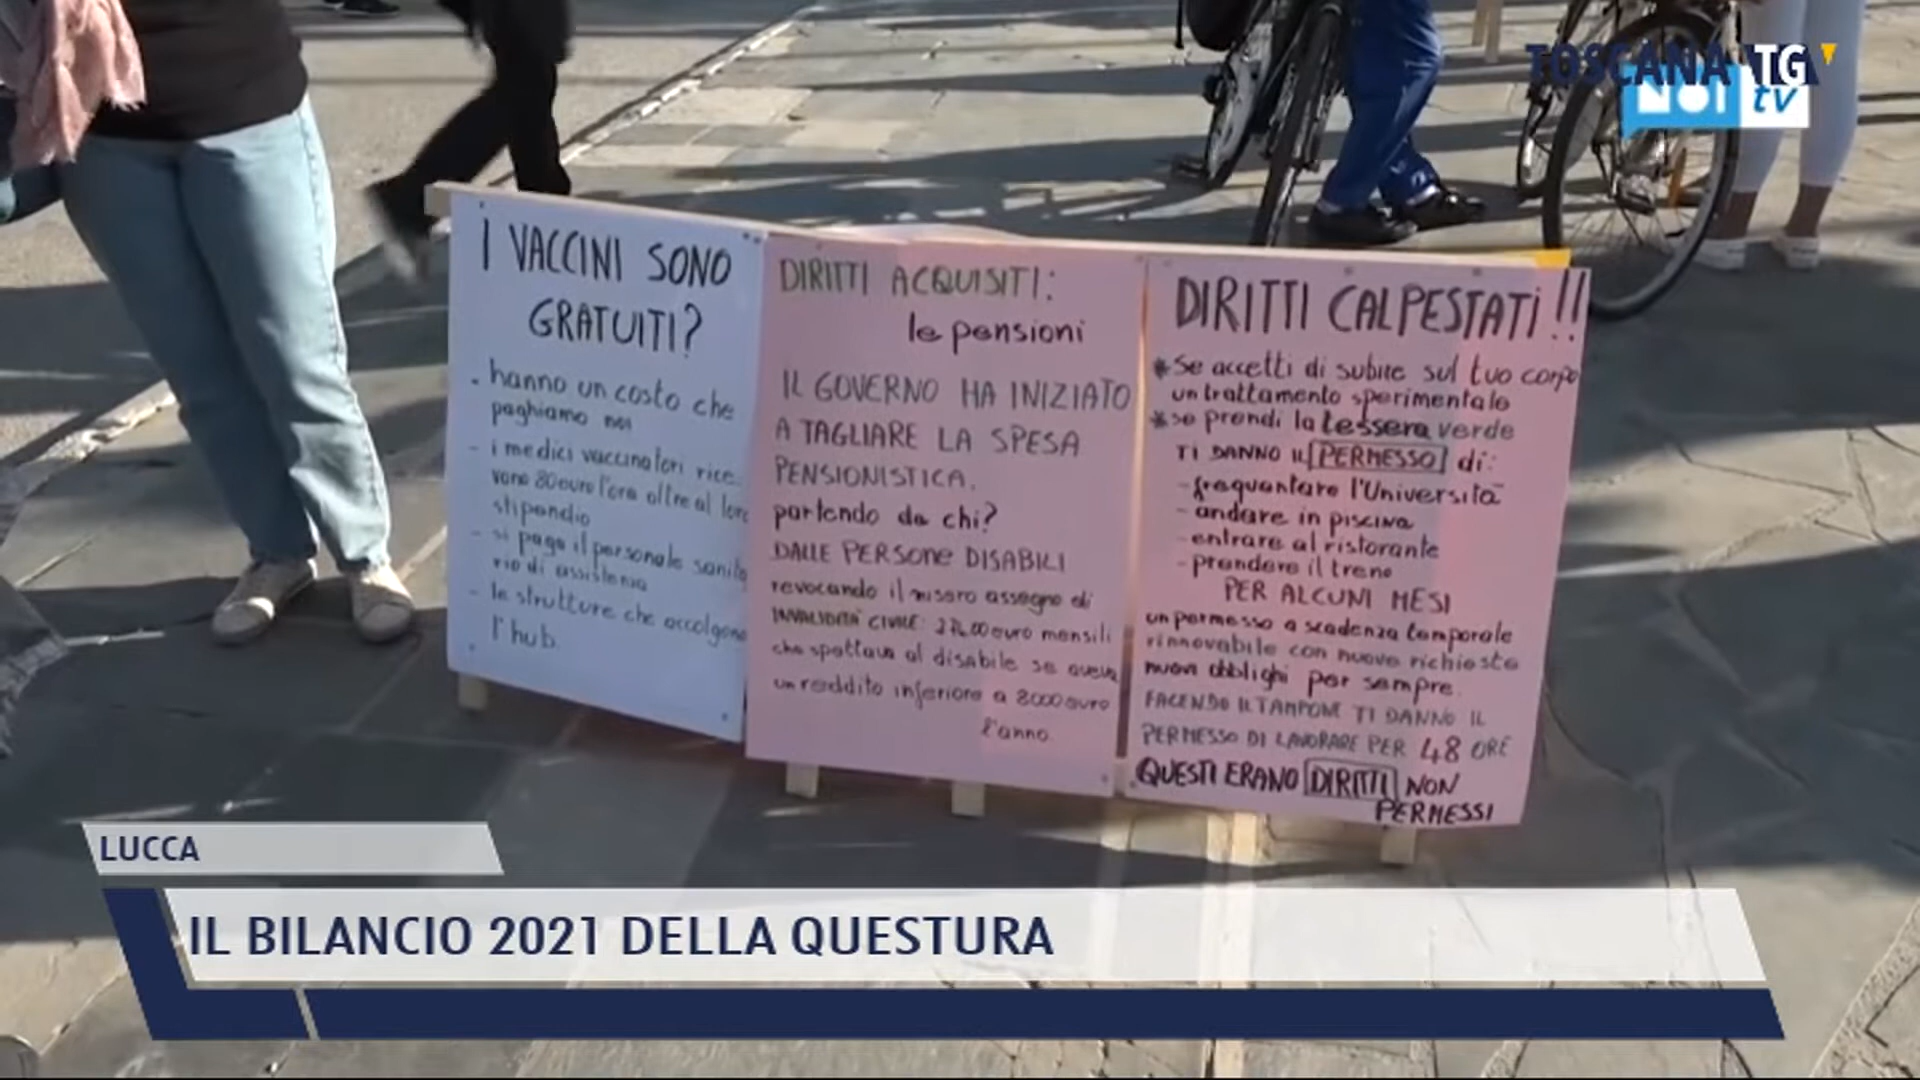 TOSCANA TG
NOI tv
I VACCINI SONO
GRATUITI?
- hanno un costo che
paghiamo noi
- i medici vaccinatori rice
vono 80 euro l'ora oltre al loro
stipendio
- si paga il personale sanita
rio di assistenza
- le strutture che accolgono
l'hub
DIRITTI ACQUISITI:
le pensioni
IL GOVERNO HA INIZIATO
A TAGLIARE LA SPESA
PENSIONISTICA.
partendo da chi?
DALLE PERSONE DISABILI
revocando il misero assegno di
INVALIDITÀ CIVILE: euro mensili
che spettava al disabile se aveva
un reddito inferiore a 8000 euro
l'anno
DIRITTI CALPESTATI!!
* Se accetti di subire sul tuo corpo
un trattamento sperimentale
* se prendi la tessera verde
TI DANNO IL PERMESSO di:
- frequentare l'Università
- andare in piscina
- entrare al ristorante
- prendere il treno
PER ALCUNI MESI
un permesso a scadenza temporale
rinnovabile con nuove richieste
nuovi obblighi per sempre.
FACENDO IL TAMPONE TI DANNO IL
PERMESSO DI LAVORARE PER 48 ORE
QUESTI ERANO DIRITTI NON
PERMESSI
LUCCA
IL BILANCIO 2021 DELLA QUESTURA